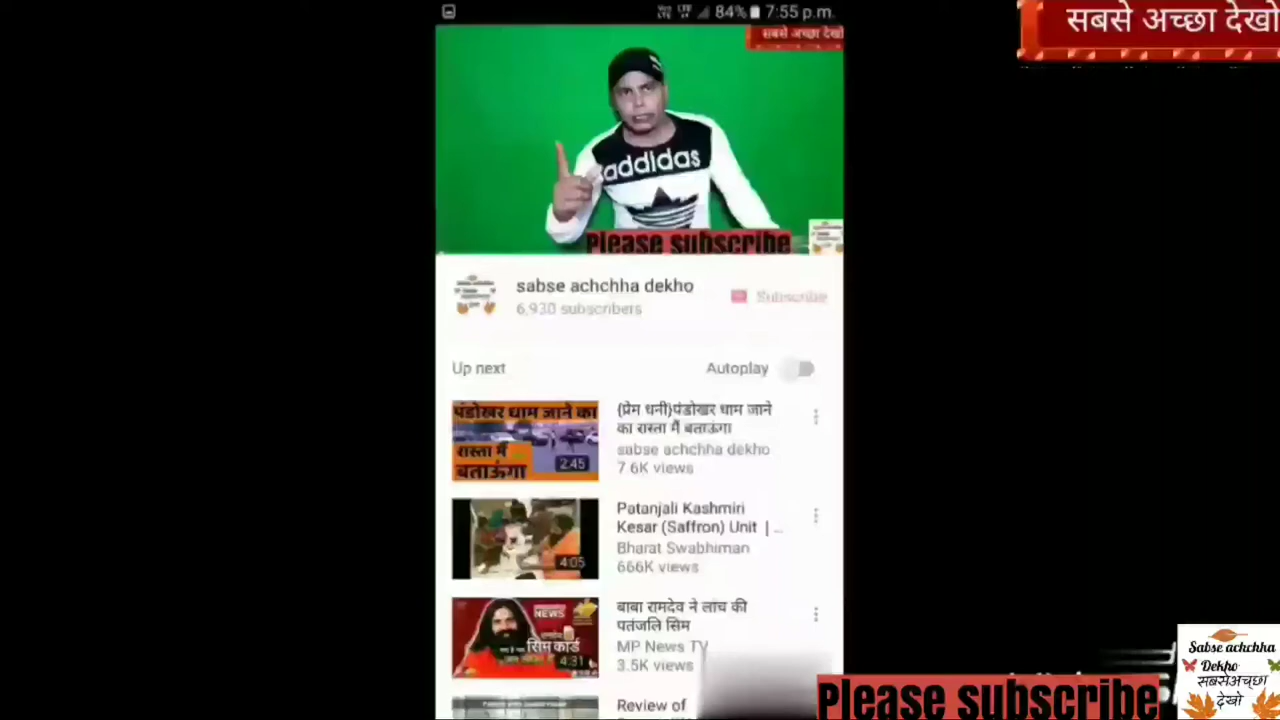 84% 7:55 p.m.
सबसे अच्छा देखो
सबसे अच्छा देखो
addidas
Please subscribe
sabse achchha dekho
6,930 subscribers
Subscribe
Up next
Autoplay
पंडोखर धाम जाने का
रास्ता मैं
बताऊंगा
2:45
{प्रेम धनी}पंडोखर धाम जाने
का रास्ता मैं बताऊंगा
sabse achchha dekho
7.6K views
4:05
Patanjali Kashmiri
Kesar (Saffron) Unit | ...
Bharat Swabhiman
666K views
NEWS
सिम कार्ड
4:31
बाबा रामदेव ने लांच की
पतंजलि सिम
MP News TV
3.5K views
Review of
Please subscribe
Sabse achchha
Dekho
सबसेअच्छा
देखो